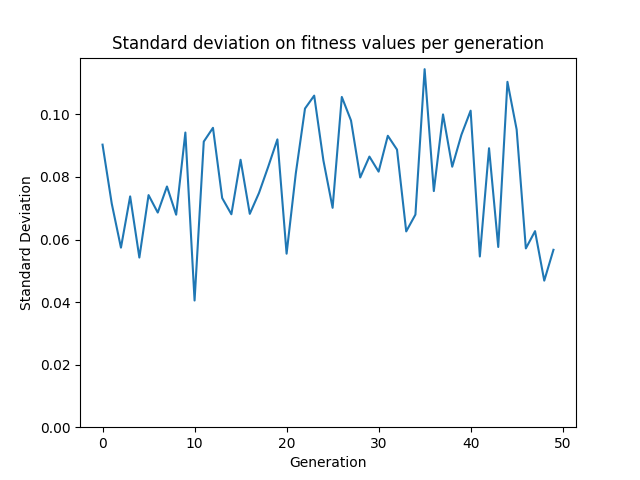 Standard deviation on fitness values per generation
Standard Deviation
0.10
0.08
0.06
0.04
0.02
0.00
0 10 20 30 40 50
Generation